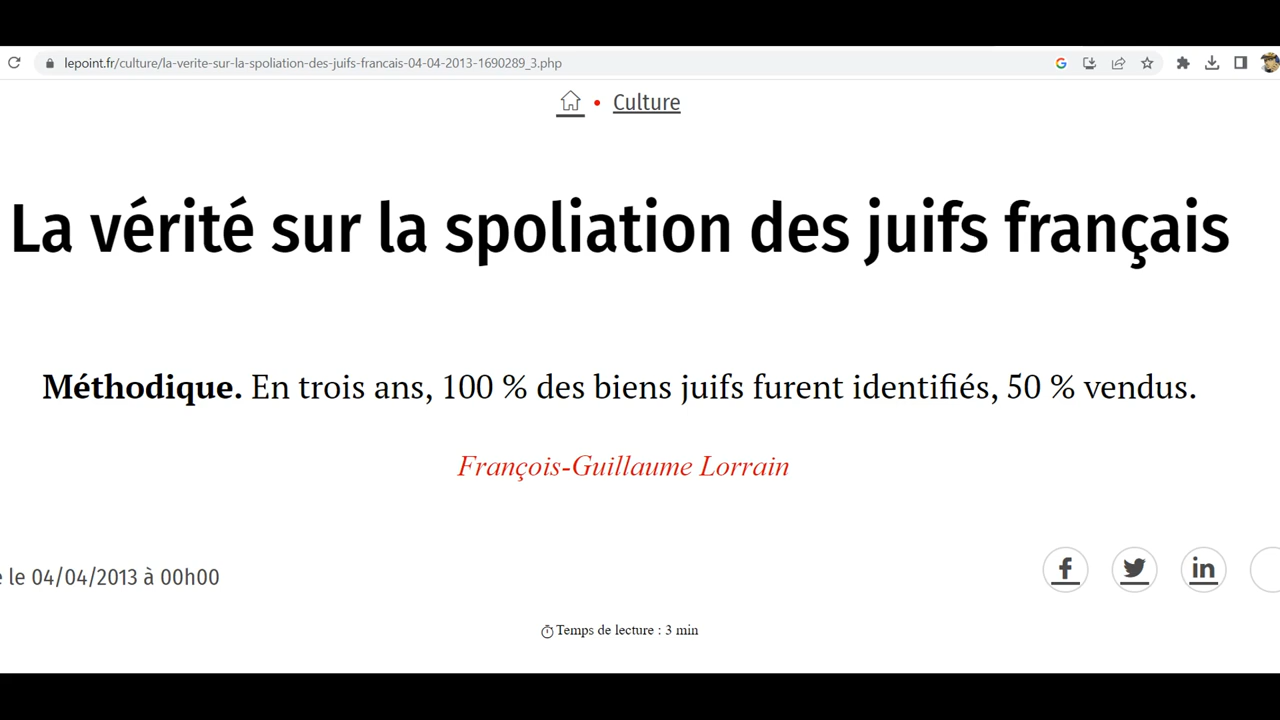 lepoint.fr/culture/la-verite-sur-la-spoliation-des-juifs-francais-04-04-2013-1690289_3.php
Culture
La vérité sur la spoliation des juifs français
Méthodique. En trois ans, 100 % des biens juifs furent identifiés, 50 % vendus.
François-Guillaume Lorrain
le 04/04/2013 à 00h00
Temps de lecture : 3 min